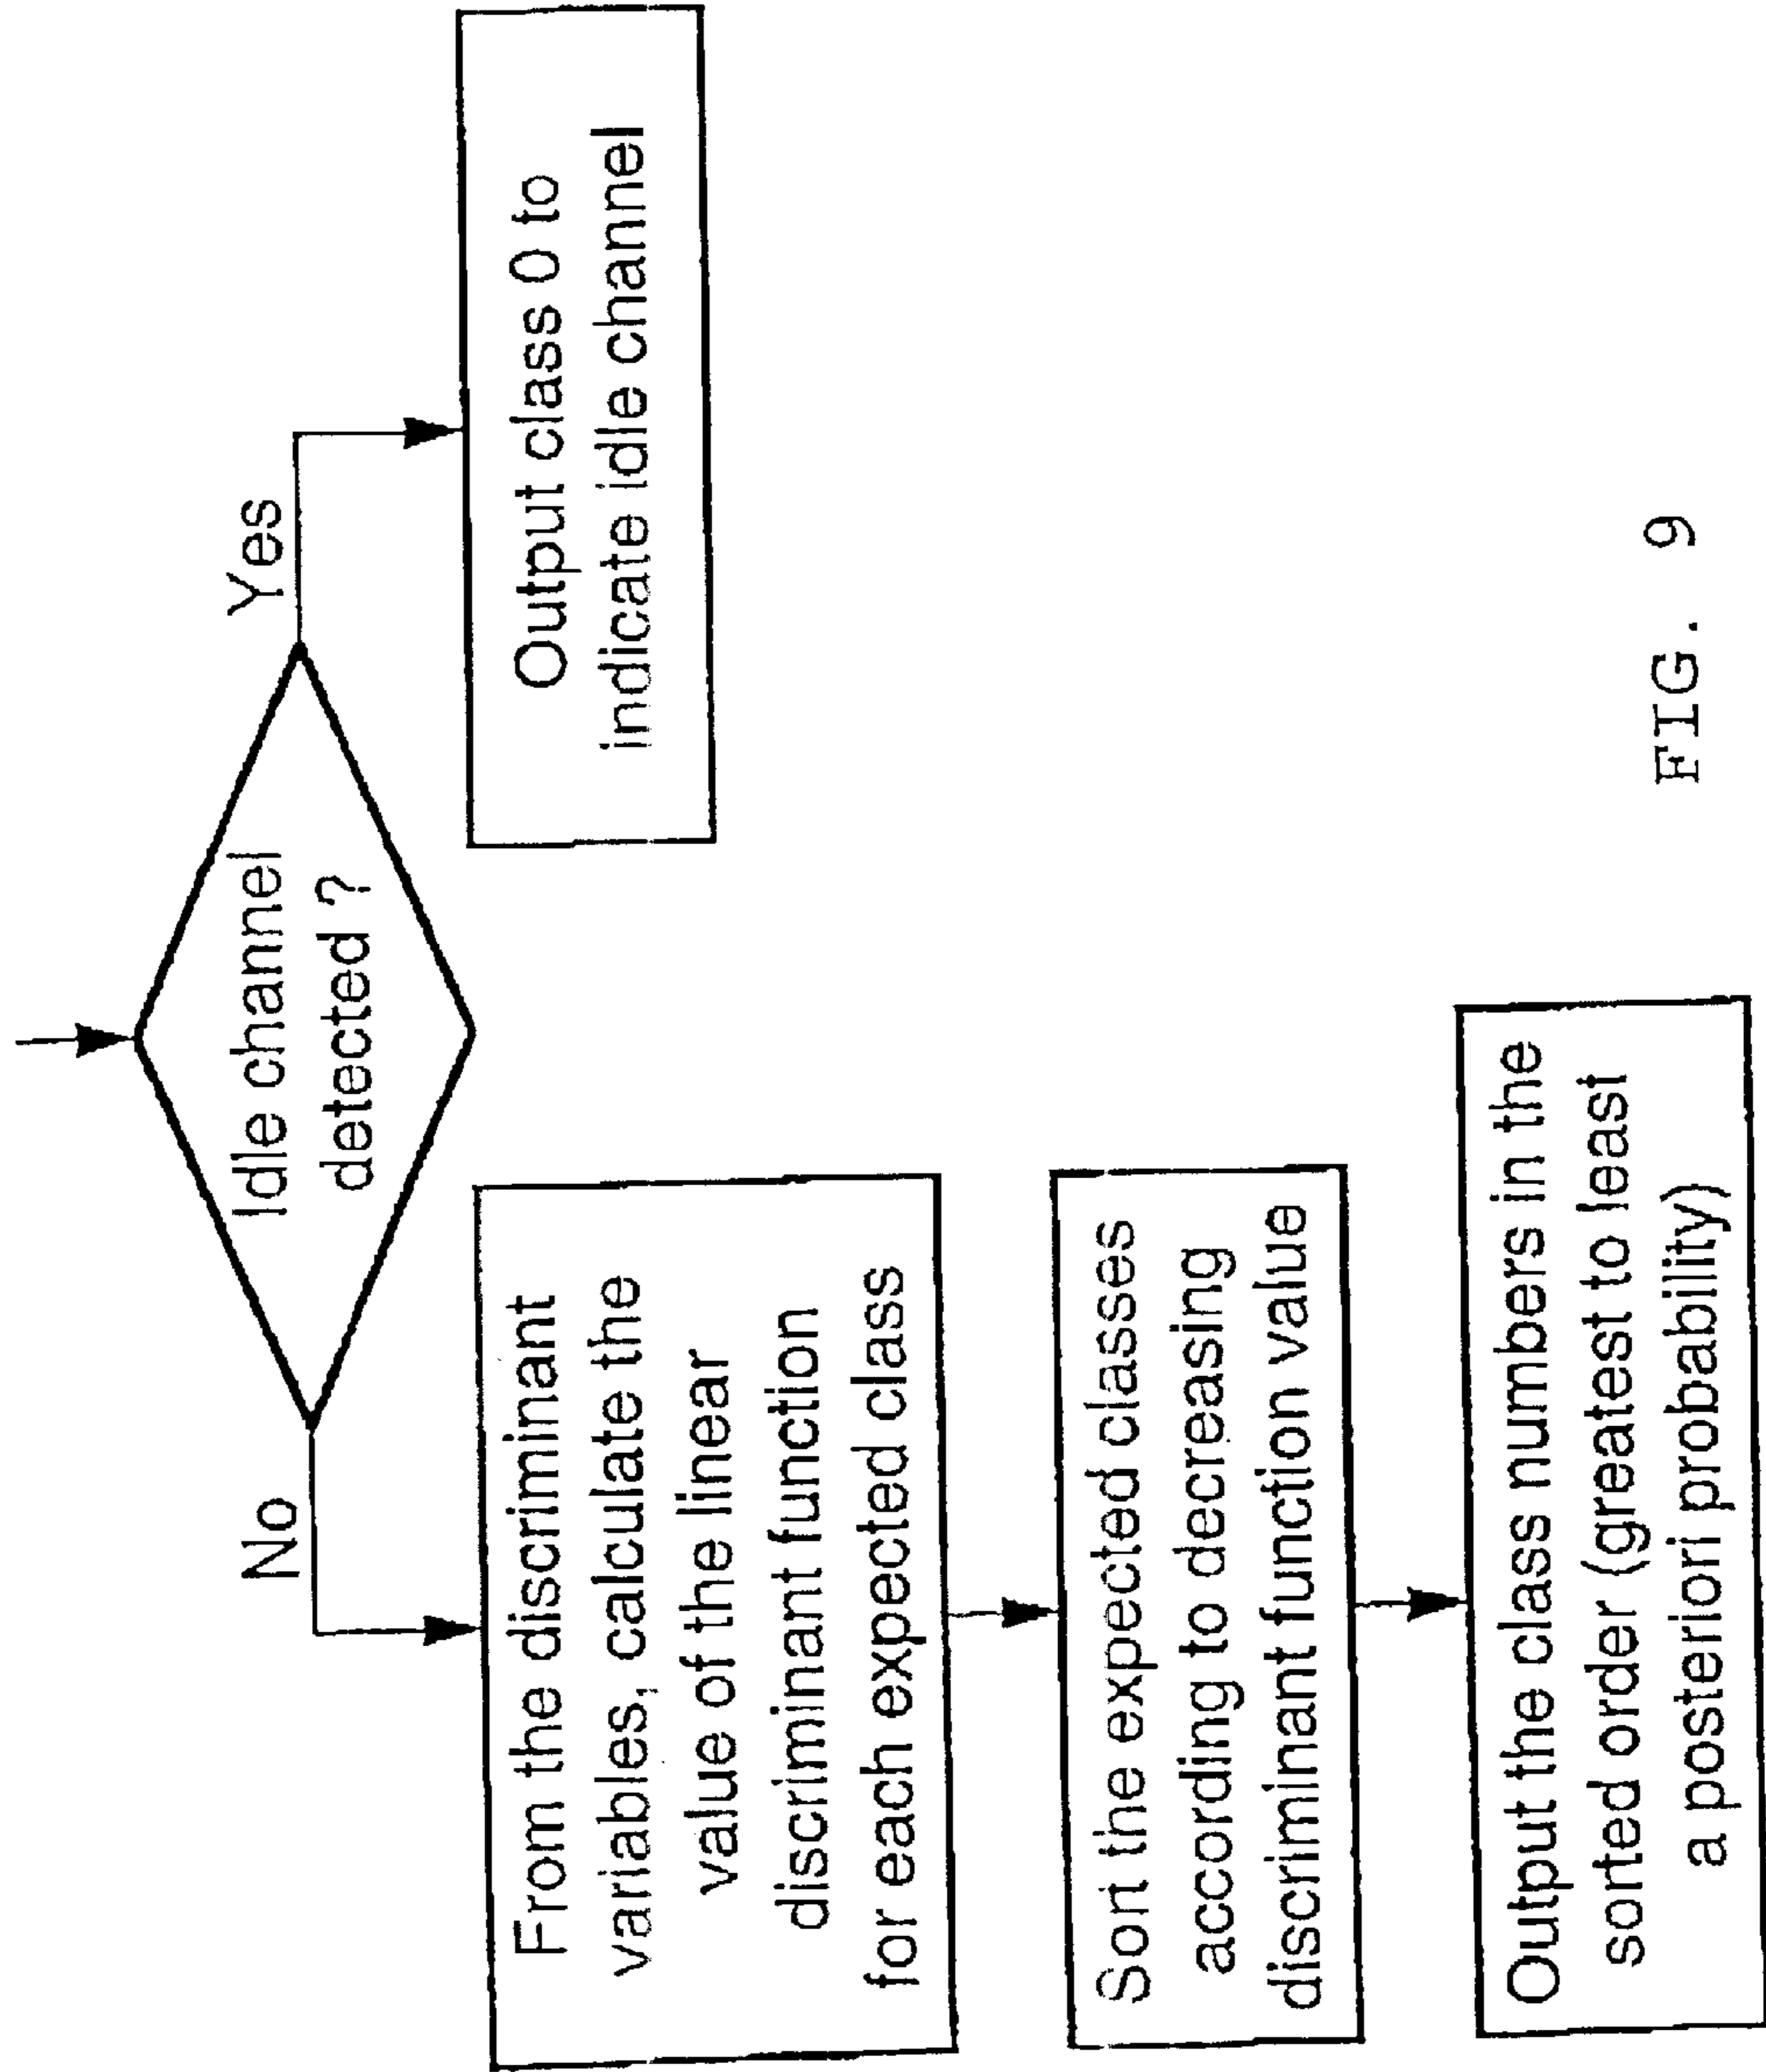 Idle channel
detected ?
Yes
No
Output class 0 to
indicate idle channel
From the discriminant
variables, calculate the
value of the linear
discriminant function
for each expected class
Sort the expected classes
according to decreasing
discriminant function value
Output the class numbers in the
sorted order (greatest to least
a posteriori probability)
FIG. 9